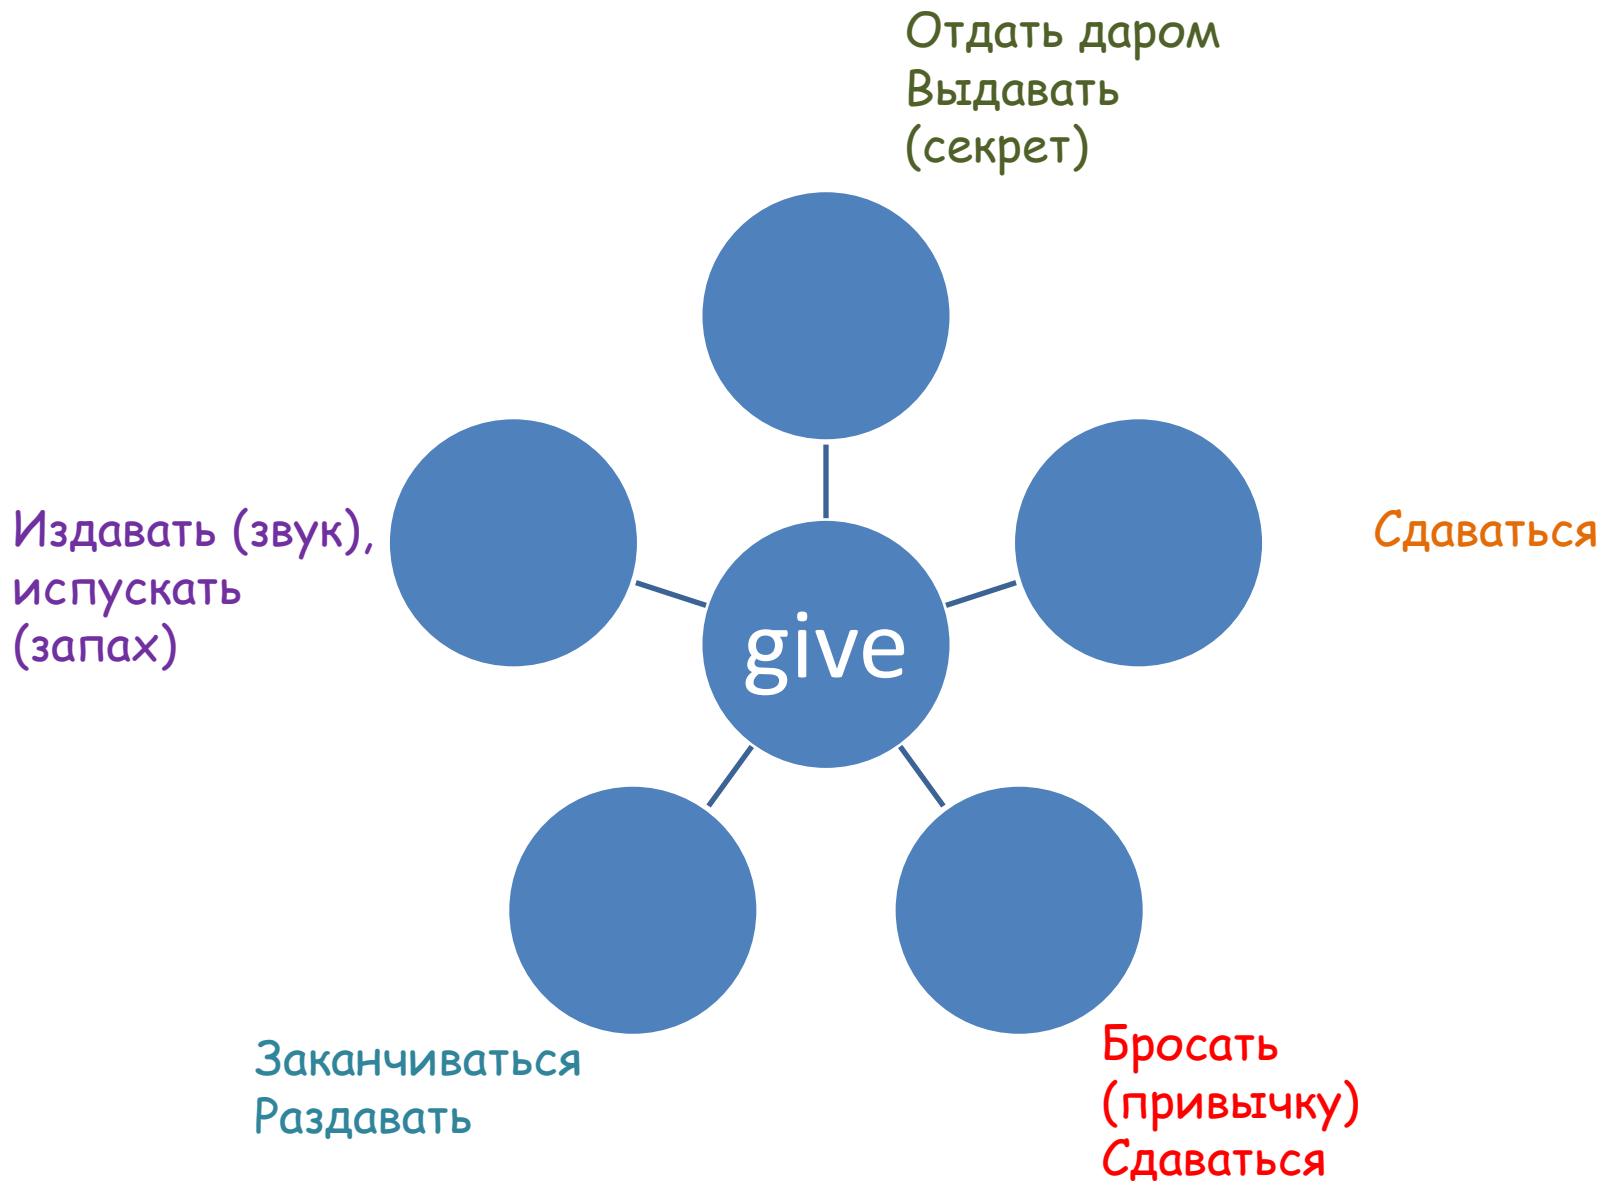 Отдать даром
Выдавать
(секрет)
Издавать (звук),
испускать
(запах)
Сдаваться
give
Заканчиваться
Раздавать
Бросать
(привычку)
Сдаваться